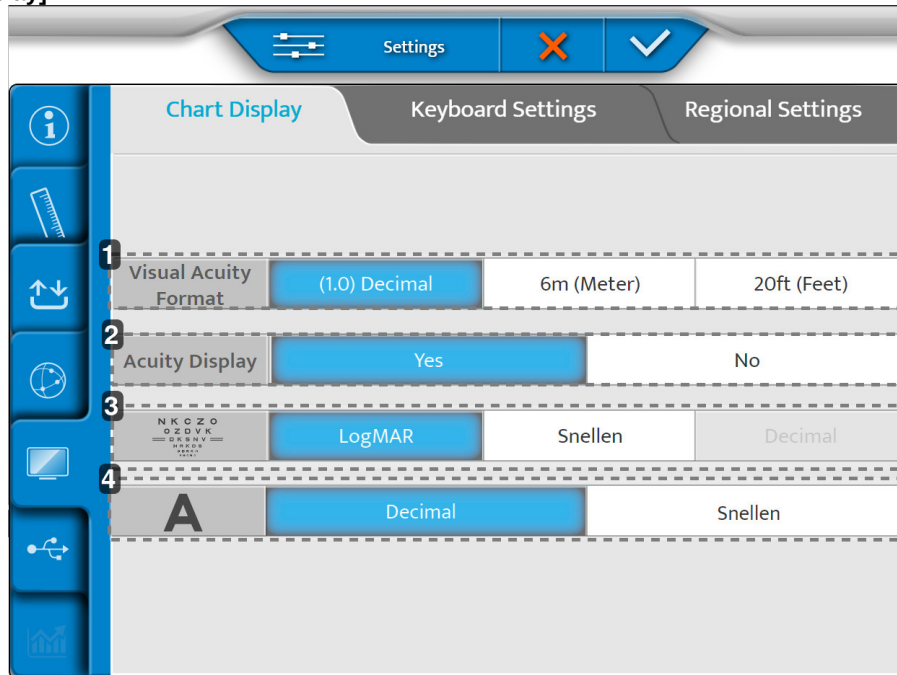 ay]
Settings
Chart Display Keyboard Settings Regional Settings
1
Visual Acuity Format (1.0) Decimal 6m (Meter) 20ft (Feet)
2
Acuity Display Yes No
3
N K C Z O
O Z D V K
D K S N V
LogMAR Snellen Decimal
4
A Decimal Snellen